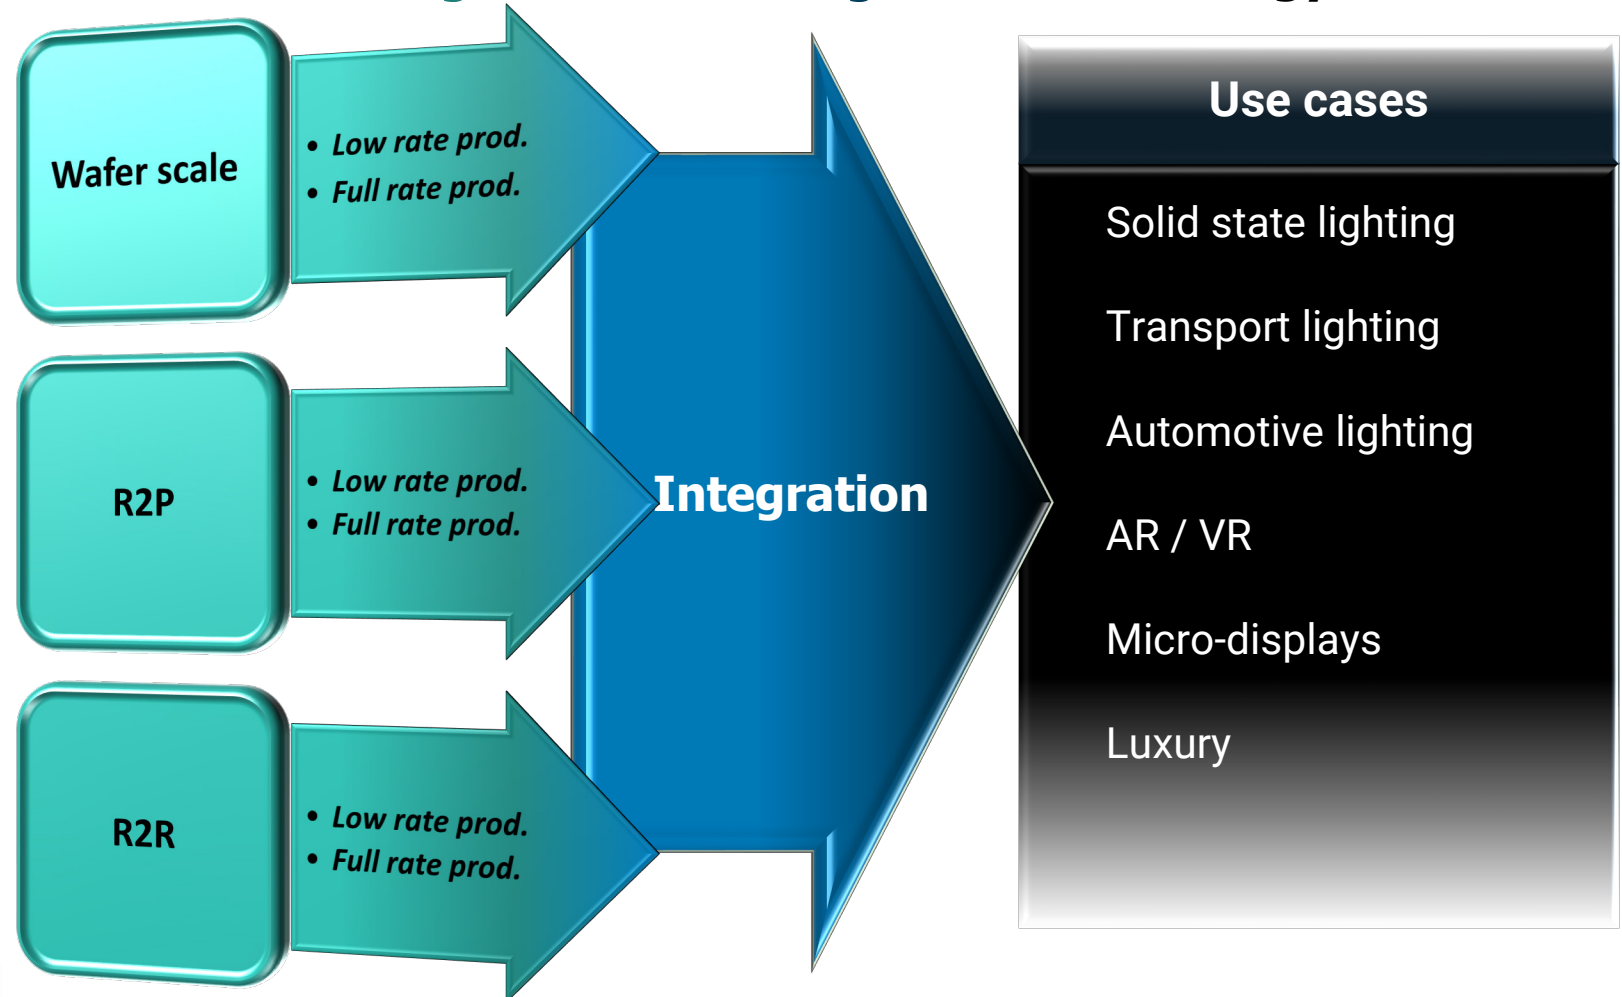 Wafer scale
• Low rate prod.
• Full rate prod.
R2P
• Low rate prod.
• Full rate prod.
R2R
• Low rate prod.
• Full rate prod.
Integration
Use cases
Solid state lighting
Transport lighting
Automotive lighting
AR / VR
Micro-displays
Luxury